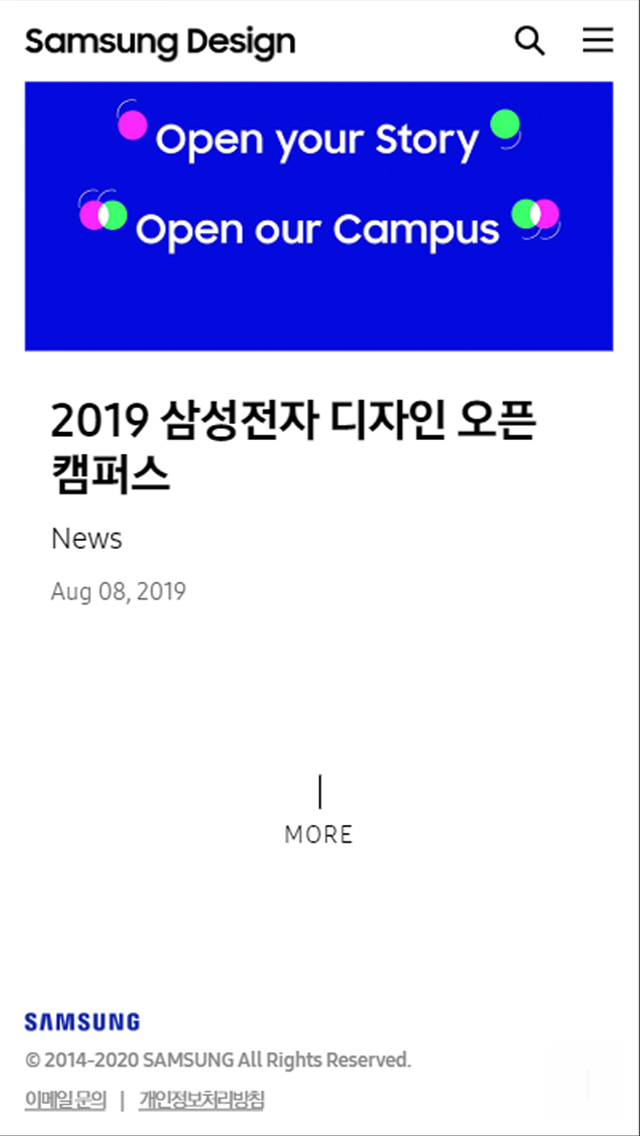 Samsung Design
Open your Story
Open our Campus
2019 삼성전자 디자인 오픈
캠퍼스
News
Aug 08, 2019
MORE
SAMSUNG
© 2014-2020 SAMSUNG All Rights Reserved.
이메일 문의 | 개인정보처리방침